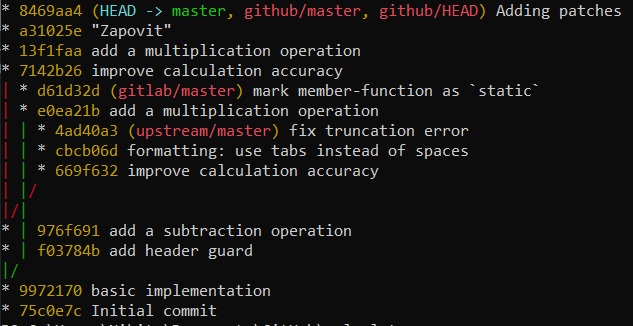 * 8469aa4 (HEAD -> master, github/master, github/HEAD) Adding patches
* a31025e "Zapovit"
* 13f1faa add a multiplication operation
* 7142b26 improve calculation accuracy
| * d61d32d (gitlab/master) mark member-function as `static`
| * e0ea21b add a multiplication operation
| | * 4ad40a3 (upstream/master) fix truncation error
| | * cbcb06d formatting: use tabs instead of spaces
| | * 669f632 improve calculation accuracy
| |/
|/|
* | 976f691 add a subtraction operation
* | f03784b add header guard
|/
* 9972170 basic implementation
* 75c0e7c Initial commit